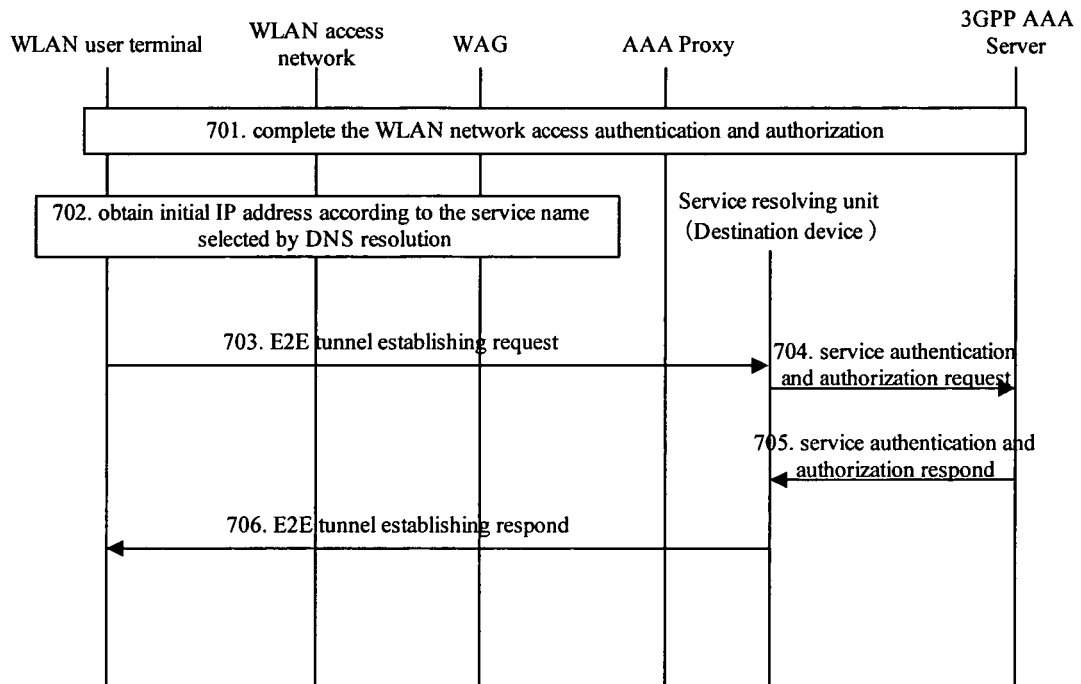 3GPP AAA
Server
WLAN user terminal
WLAN access
network
WAG
AAA Proxy
701. complete the WLAN network access authentication and authorization
702. obtain initial IP address according to the service name
selected by DNS resolution
Service resolving unit
(Destination device )
703. E2E tunnel establishing request
704. service authentication
and authorization request
705. service authentication and
authorization respond
706. E2E tunnel establishing respond